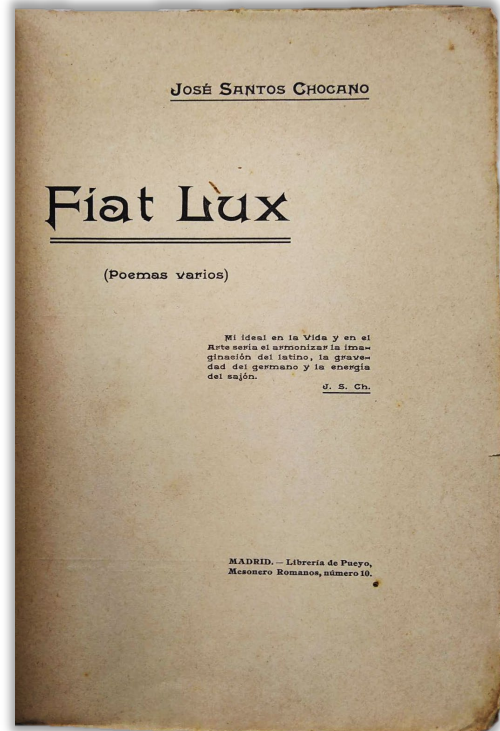 José Santos Chocano
Fiat Lux
(Poemas varios)
Mi ideal en la Vida y en el
Arte sería el armonizar la ima-
ginación del latino, la grave-
dad del germano y la energía
del sajón.
J. S. Ch.
MADRID. — Librería de Pueyo,
Mesonero Romanos, número 10.